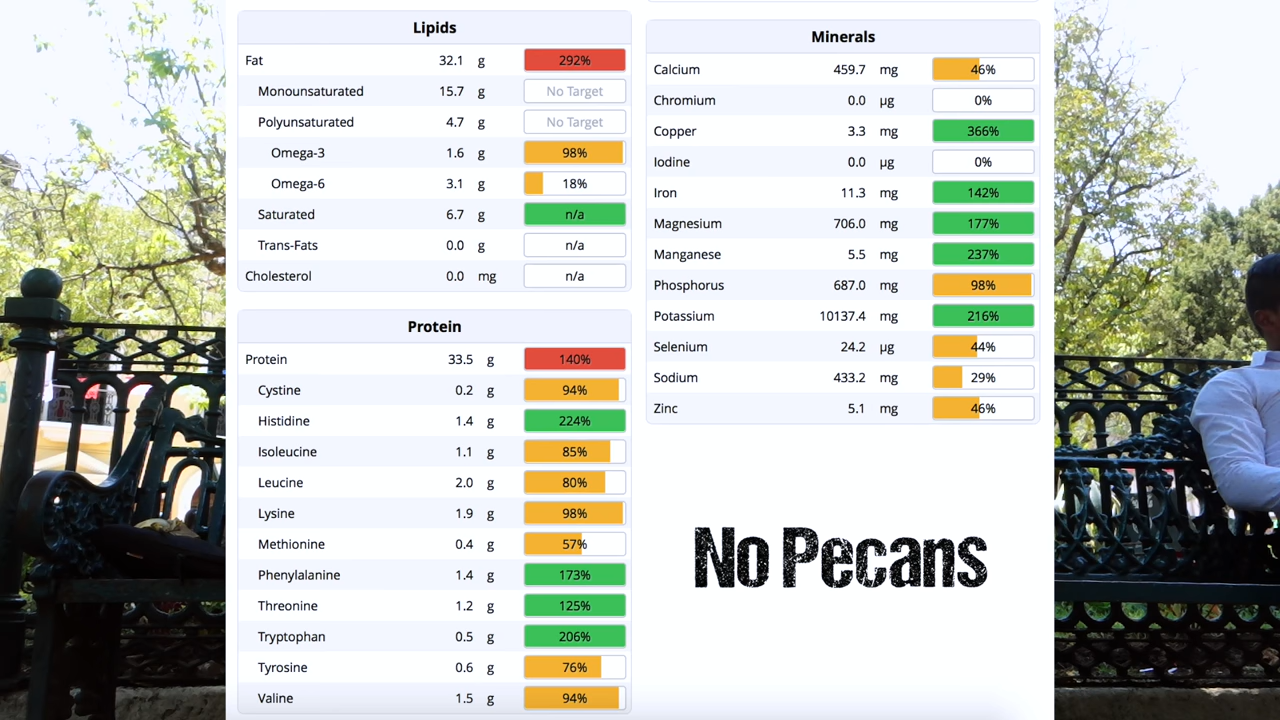 Lipids
Fat 32.1 g 292%
Monounsaturated 15.7 g No Target
Polyunsaturated 4.7 g No Target
Omega-3 1.6 g 98%
Omega-6 3.1 g 18%
Saturated 6.7 g n/a
Trans-Fats 0.0 g n/a
Cholesterol 0.0 mg n/a
Protein
Protein 33.5 g 140%
Cystine 0.2 g 94%
Histidine 1.4 g 224%
Isoleucine 1.1 g 85%
Leucine 2.0 g 80%
Lysine 1.9 g 98%
Methionine 0.4 g 57%
Phenylalanine 1.4 g 173%
Threonine 1.2 g 125%
Tryptophan 0.5 g 206%
Tyrosine 0.6 g 76%
Valine 1.5 g 94%
Minerals
Calcium 459.7 mg 46%
Chromium 0.0 µg 0%
Copper 3.3 mg 366%
Iodine 0.0 µg 0%
Iron 11.3 mg 142%
Magnesium 706.0 mg 177%
Manganese 5.5 mg 237%
Phosphorus 687.0 mg 98%
Potassium 10137.4 mg 216%
Selenium 24.2 µg 44%
Sodium 433.2 mg 29%
Zinc 5.1 mg 46%
No Pecans